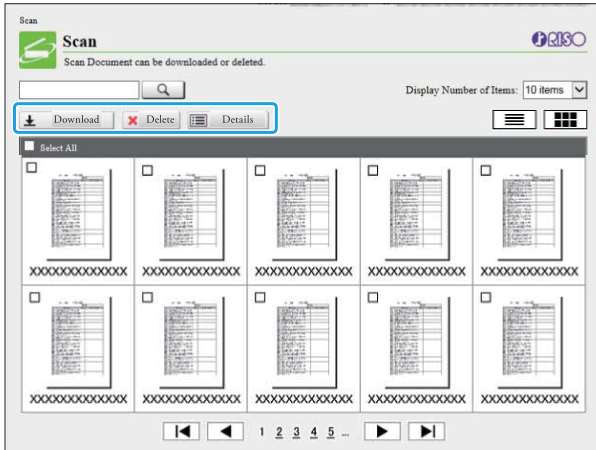 Scan
Scan
RISO
Scan Document can be downloaded or deleted.
Display Number of Items: 10 items
Download Delete Details
Select All
XXXXXXXXXXXXX XXXXXXXXXXXXX XXXXXXXXXXXXX XXXXXXXXXXXXX XXXXXXXXXXXXX
XXXXXXXXXXXXX XXXXXXXXXXXXX XXXXXXXXXXXXX XXXXXXXXXXXXX XXXXXXXXXXXXX
1 2 3 4 5 ...